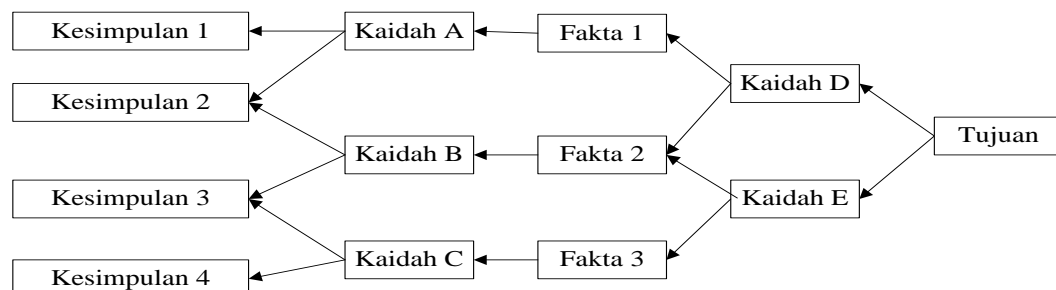 Kesimpulan 1
Kaidah A
Fakta 1
Kesimpulan 2
Kaidah D
Kaidah B
Fakta 2
Tujuan
Kesimpulan 3
Kaidah E
Kesimpulan 4
Kaidah C
Fakta 3